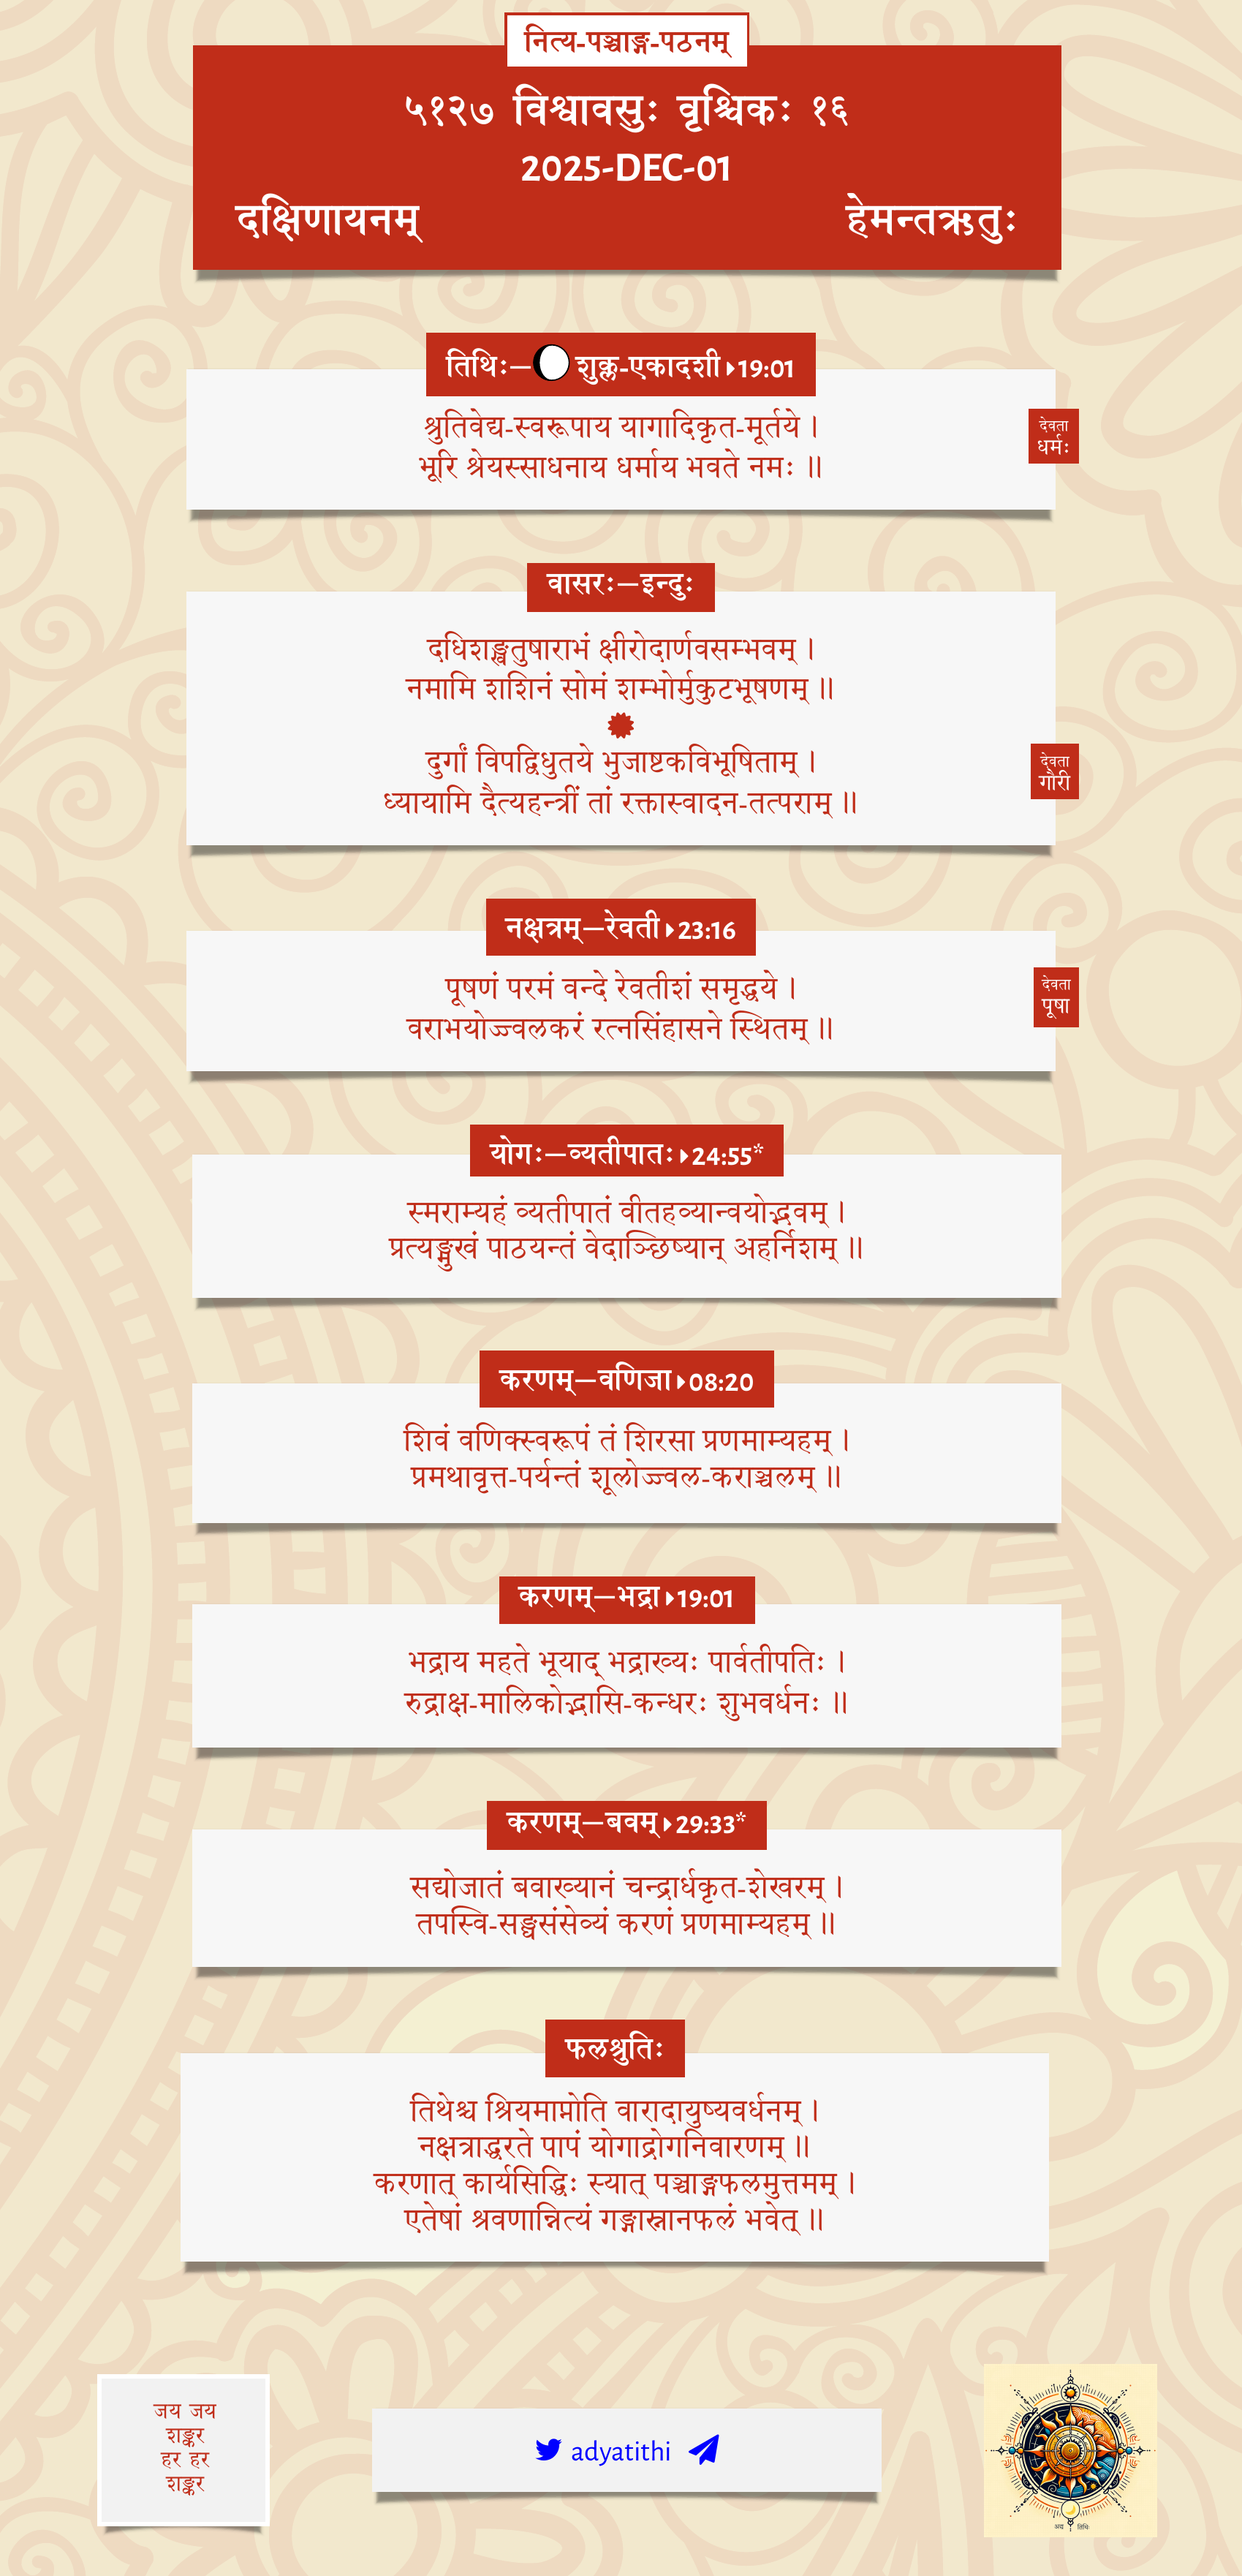 नित्य-पञ्चाङ्ग-पठनम्
५१२७ विश्वावसुः वृश्चिकः १६
2025-DEC-01
दक्षिणायनम् हेमन्तऋतुः
तिथिः—शुक्ल-एकादशी 19:01
श्रुतिवेद्य-स्वरूपाय यागादिकृत-मूर्तये ।
भूरि श्रेयस्साधनाय धर्माय भवते नमः ॥
देवता
धर्मः
वासरः—इन्दुः
दधिशङ्खतुषाराभं क्षीरोदार्णवसम्भवम् ।
नमामि शशिनं सोमं शम्भोर्मुकुटभूषणम् ॥
दुर्गां विपद्विधुतये भुजाष्टकविभूषिताम् ।
ध्यायामि दैत्यहन्त्रीं तां रक्तास्वादन-तत्पराम् ॥
देवता
गौरी
नक्षत्रम्—रेवती 23:16
पूषणं परमं वन्दे रेवतीशं समृद्धये ।
वराभयोज्ज्वलकरं रत्नसिंहासने स्थितम् ॥
देवता
पूषा
योगः—व्यतीपातः 24:55*
स्मराम्यहं व्यतीपातं वीतहव्यान्वयोद्भवम् ।
प्रत्यङ्मुखं पाठयन्तं वेदाञ्छिष्यान् अहर्निशम् ॥
करणम्—वणिजा 08:20
शिवं वणिक्स्वरूपं तं शिरसा प्रणमाम्यहम् ।
प्रमथावृत्त-पर्यन्तं शूलोज्ज्वल-कराञ्चलम् ॥
करणम्—भद्रा 19:01
भद्राय महते भूयाद् भद्राख्यः पार्वतीपतिः ।
रुद्राक्ष-मालिकोद्भासि-कन्धरः शुभवर्धनः ॥
करणम्—बवम् 29:33*
सद्योजातं बवाख्यानं चन्द्रार्धकृत-शेखरम् ।
तपस्वि-सङ्घसंसेव्यं करणं प्रणमाम्यहम् ॥
फलश्रुतिः
तिथेश्च श्रियमाप्नोति वारादायुष्यवर्धनम् ।
नक्षत्राद्धरते पापं योगाद्रोगनिवारणम् ॥
करणात् कार्यसिद्धिः स्यात् पञ्चाङ्गफलमुत्तमम् ।
एतेषां श्रवणान्नित्यं गङ्गास्नानफलं भवेत् ॥
जय जय
शङ्कर
हर हर
शङ्कर
adyatithi
अद्य तिथिः